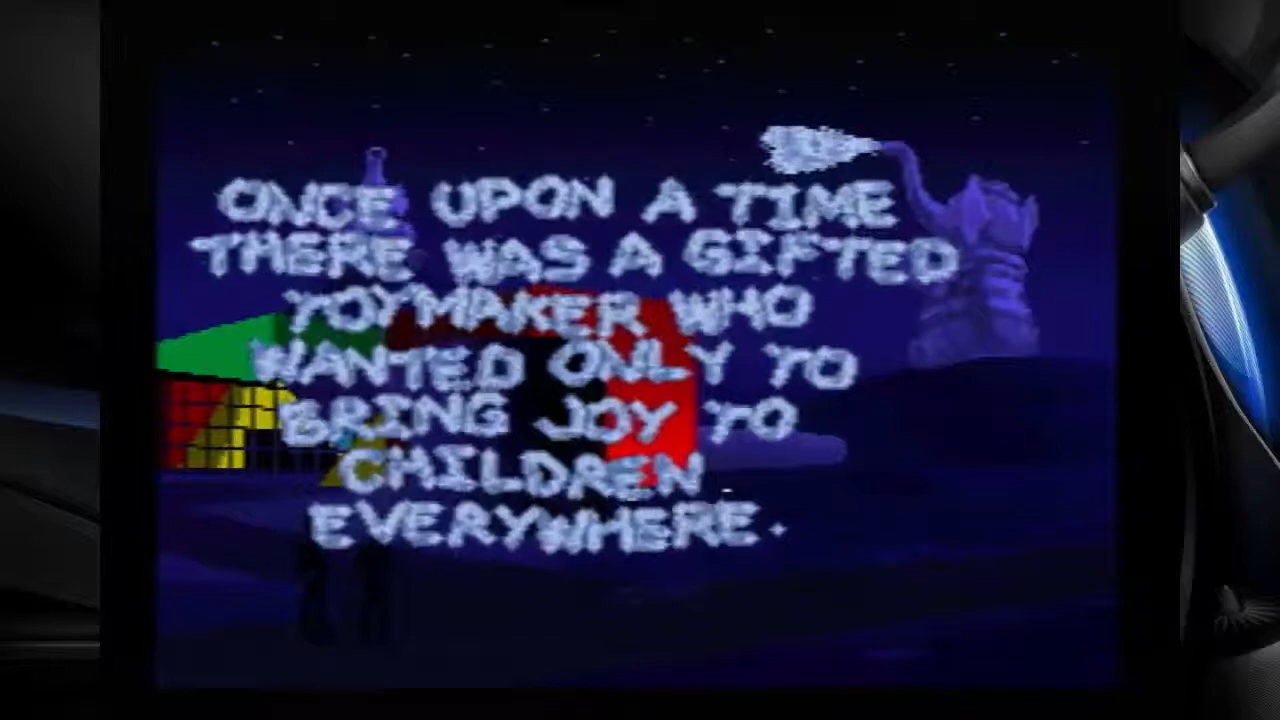 ONCE UPON A TIME
THERE WAS A GIFTED
TOYMAKER WHO
WANTED ONLY TO
BRING JOY TO
CHILDREN
EVERYWHERE.